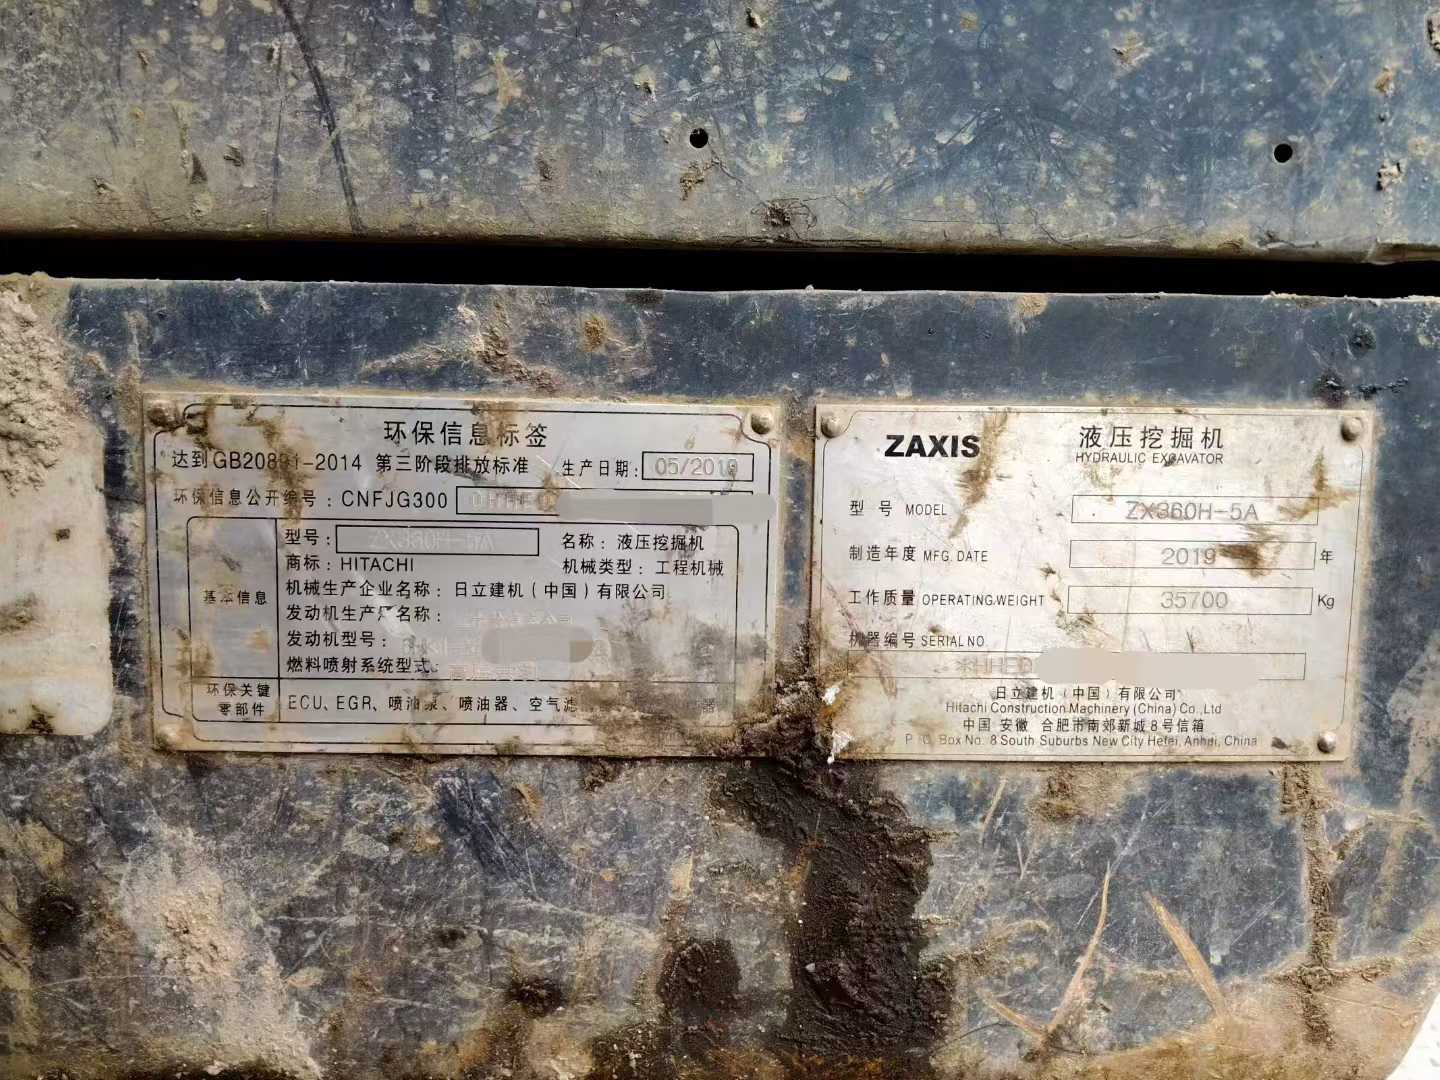 环保信息标签
达到GB20891-2014 第三阶段排放标准 生产日期: 05/2019
环保信息公开编号: CNFJG300
型号: ZX360H-5A 名称: 液压挖掘机
商标: HITACHI 机械类型: 工程机械
机械生产企业名称: 日立建机(中国)有限公司
基本信息
发动机生产厂名称:
发动机型号:
燃料喷射系统型式:
环保关键
零部件
ECU、EGR、喷油泵、喷油器、空气滤 器
ZAXIS 液压挖掘机
HYDRAULIC EXCAVATOR
型号 MODEL ZX360H-5A
制造年度 MFG. DATE 2019 年
工作质量 OPERATING WEIGHT 35700 Kg
机器编号 SERIAL NO
日立建机(中国)有限公司
Hitachi Construction Machinery (China) Co.,Ltd
中国 安徽 合肥市南郊新城8号信箱
P.O. Box No. 8 South Suburbs New City Hefei, Anhui, China